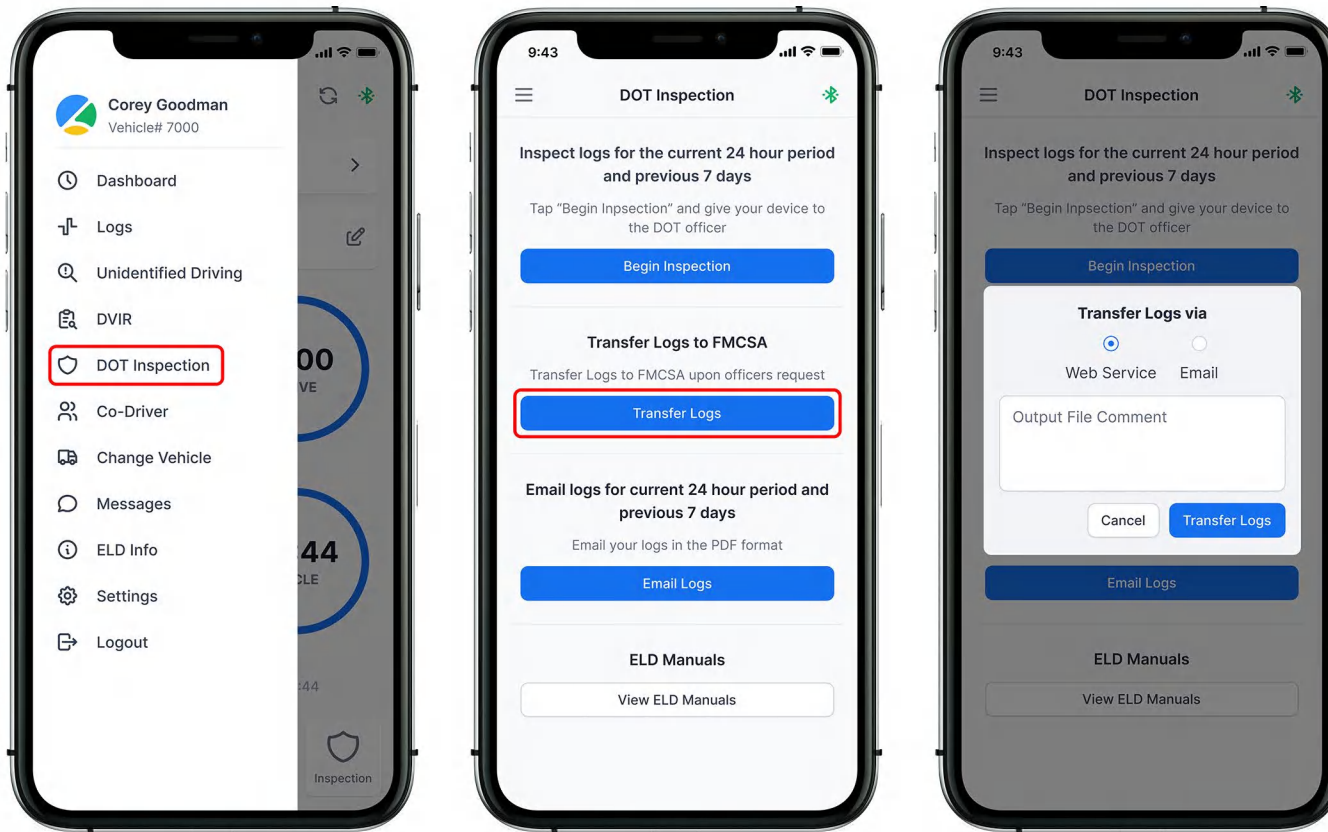 Corey Goodman
Vehicle# 7000
Dashboard
Logs
Unidentified Driving
DVIR
DOT Inspection
Co-Driver
Change Vehicle
Messages
ELD Info
Settings
Logout
00
VE
44
CLE
:44
Inspection
9:43
DOT Inspection
Inspect logs for the current 24 hour period
and previous 7 days
Tap “Begin Inpsection” and give your device to
the DOT officer
Begin Inspection
Transfer Logs to FMCSA
Transfer Logs to FMCSA upon officers request
Transfer Logs
Email logs for current 24 hour period and
previous 7 days
Email your logs in the PDF format
Email Logs
ELD Manuals
View ELD Manuals
9:43
DOT Inspection
Inspect logs for the current 24 hour period
and previous 7 days
Tap “Begin Inpsection” and give your device to
the DOT officer
Begin Inspection
Transfer Logs via
Web Service Email
Output File Comment
Cancel Transfer Logs
Email Logs
ELD Manuals
View ELD Manuals